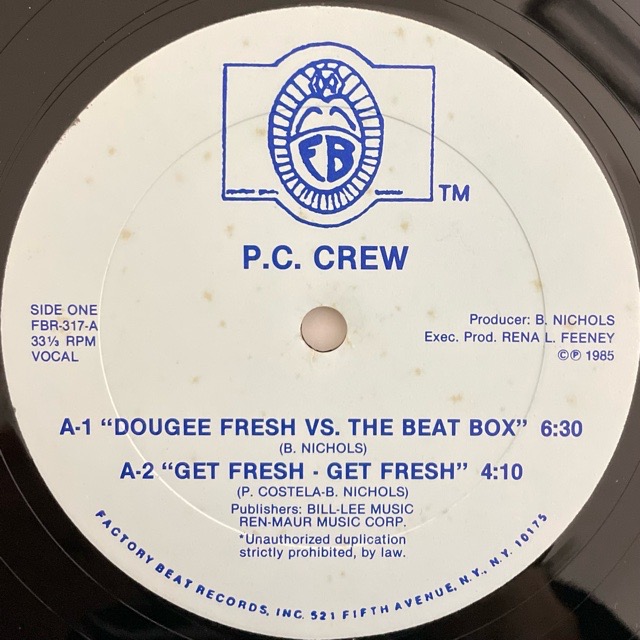 FB
TM
P.C. CREW
SIDE ONE
FBR-317-A
33⅓ RPM
VOCAL
Producer: B. NICHOLS
Exec. Prod. RENA L. FEENEY
©℗ 1985
A-1 “DOUGEE FRESH VS. THE BEAT BOX” 6:30
(B. NICHOLS)
A-2 “GET FRESH - GET FRESH” 4:10
(P. COSTELA-B. NICHOLS)
Publishers: BILL-LEE MUSIC
REN-MAUR MUSIC CORP.
*Unauthorized duplication
strictly prohibited, by law.
FACTORY BEAT RECORDS, INC. 521 FIFTH AVENUE, N.Y., N.Y. 10175